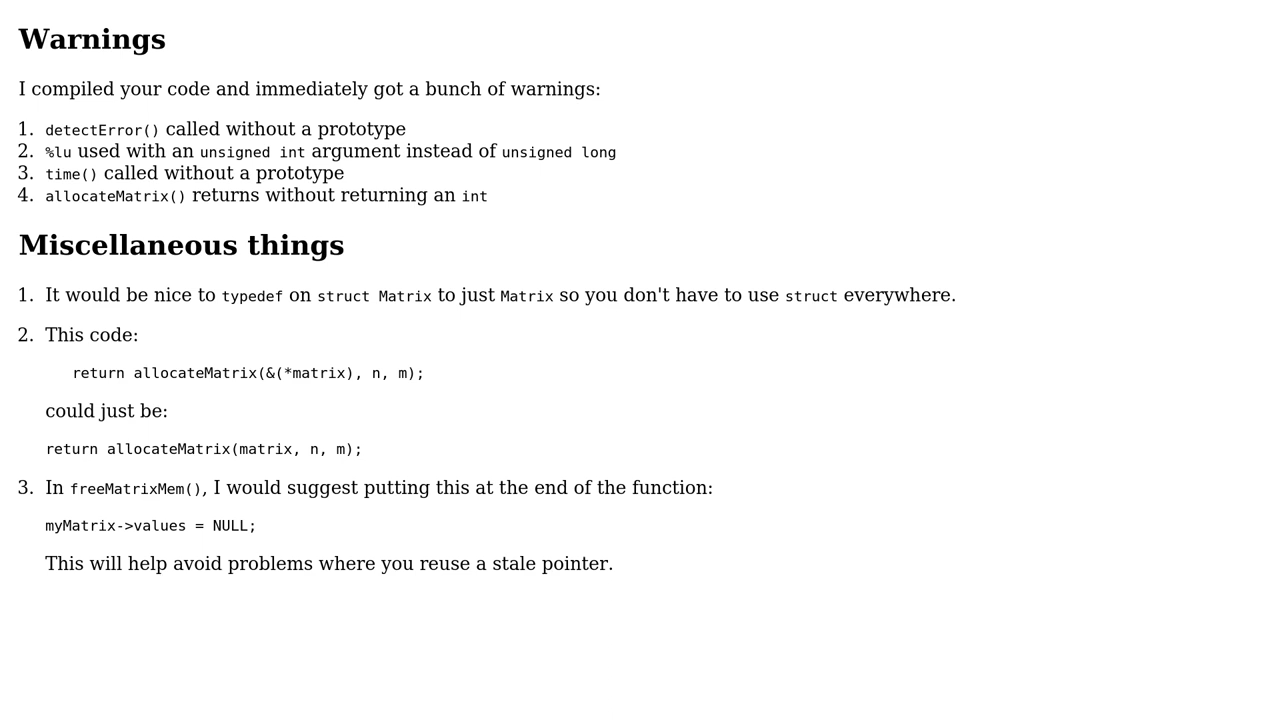 Warnings
I compiled your code and immediately got a bunch of warnings:
1. detectError() called without a prototype
2. %lu used with an unsigned int argument instead of unsigned long
3. time() called without a prototype
4. allocateMatrix() returns without returning an int
Miscellaneous things
1. It would be nice to typedef on struct Matrix to just Matrix so you don't have to use struct everywhere.
2. This code:
return allocateMatrix(&(*matrix), n, m);
could just be:
return allocateMatrix(matrix, n, m);
3. In freeMatrixMem(), I would suggest putting this at the end of the function:
myMatrix->values = NULL;
This will help avoid problems where you reuse a stale pointer.